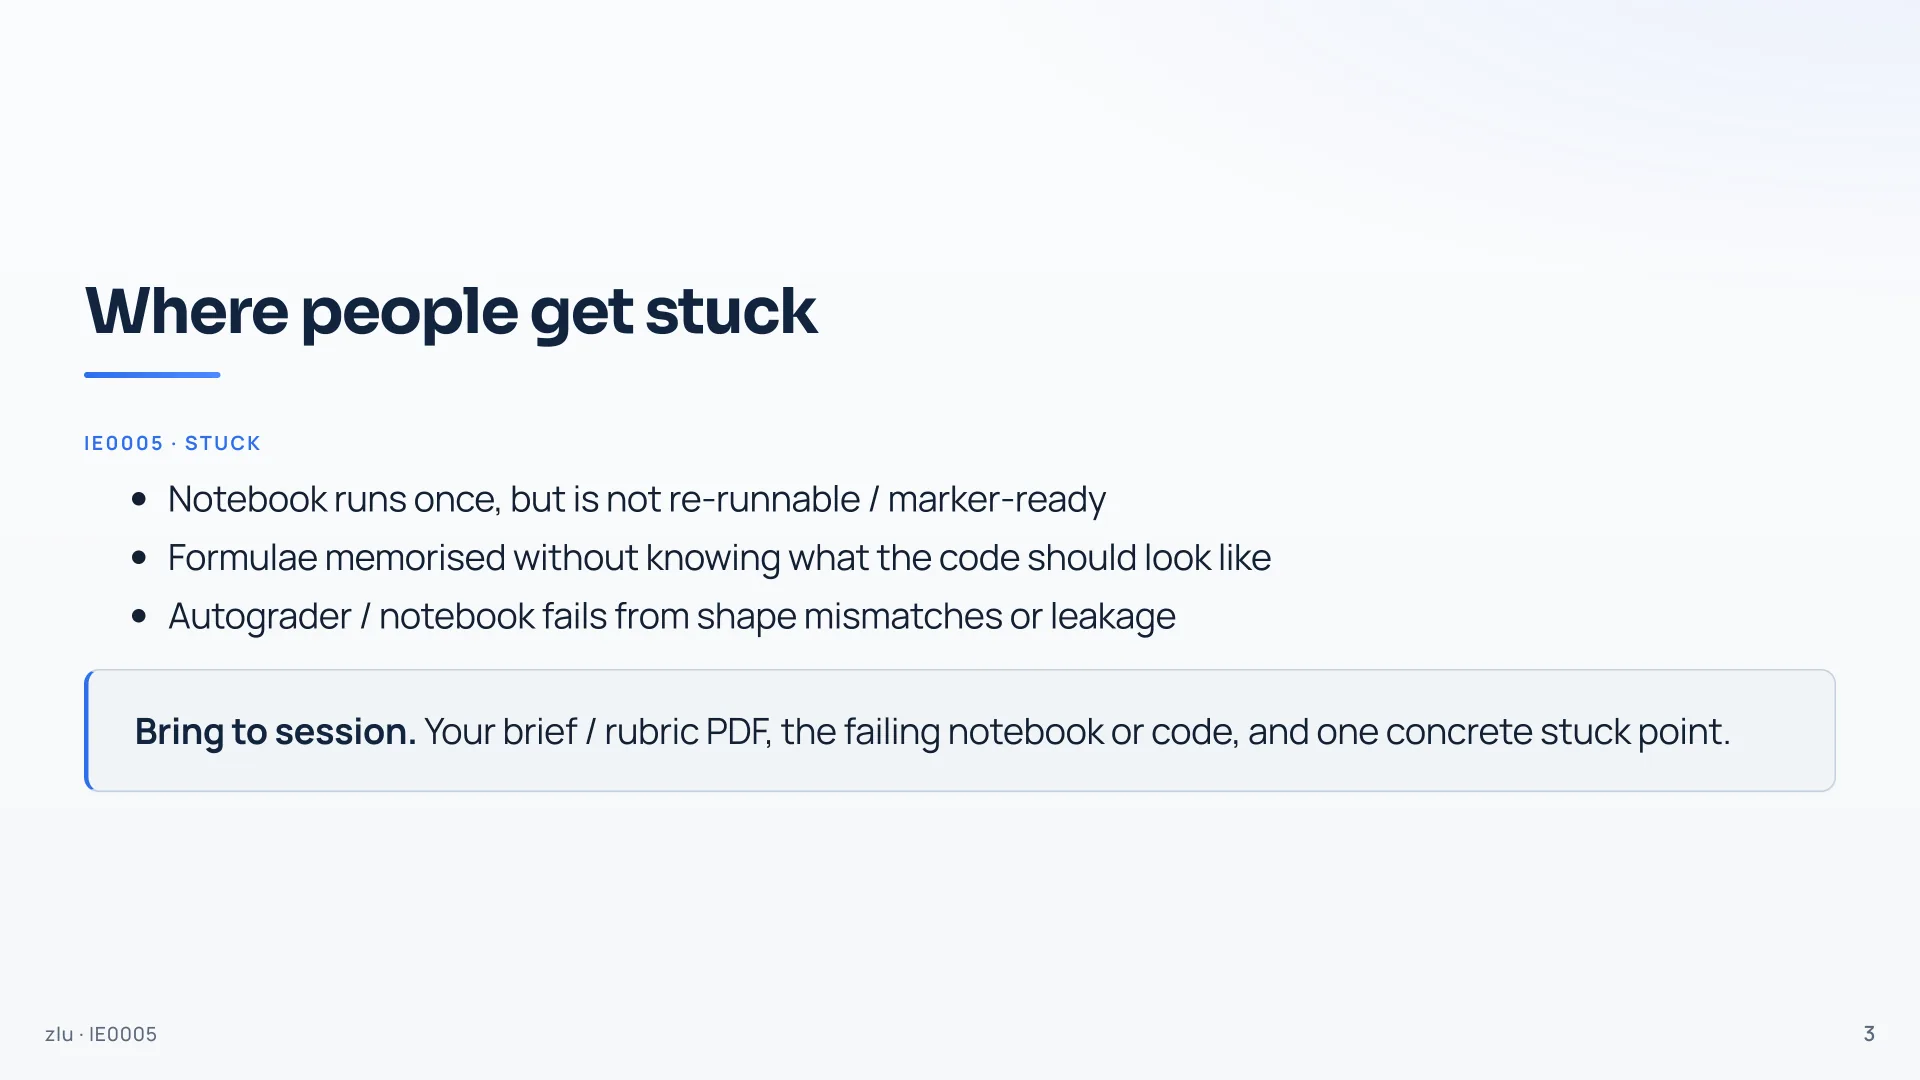 Where people get stuck
IE0005 · STUCK
• Notebook runs once, but is not re-runnable / marker-ready
• Formulae memorised without knowing what the code should look like
• Autograder / notebook fails from shape mismatches or leakage
Bring to session. Your brief / rubric PDF, the failing notebook or code, and one concrete stuck point.
zlu · IE0005
3